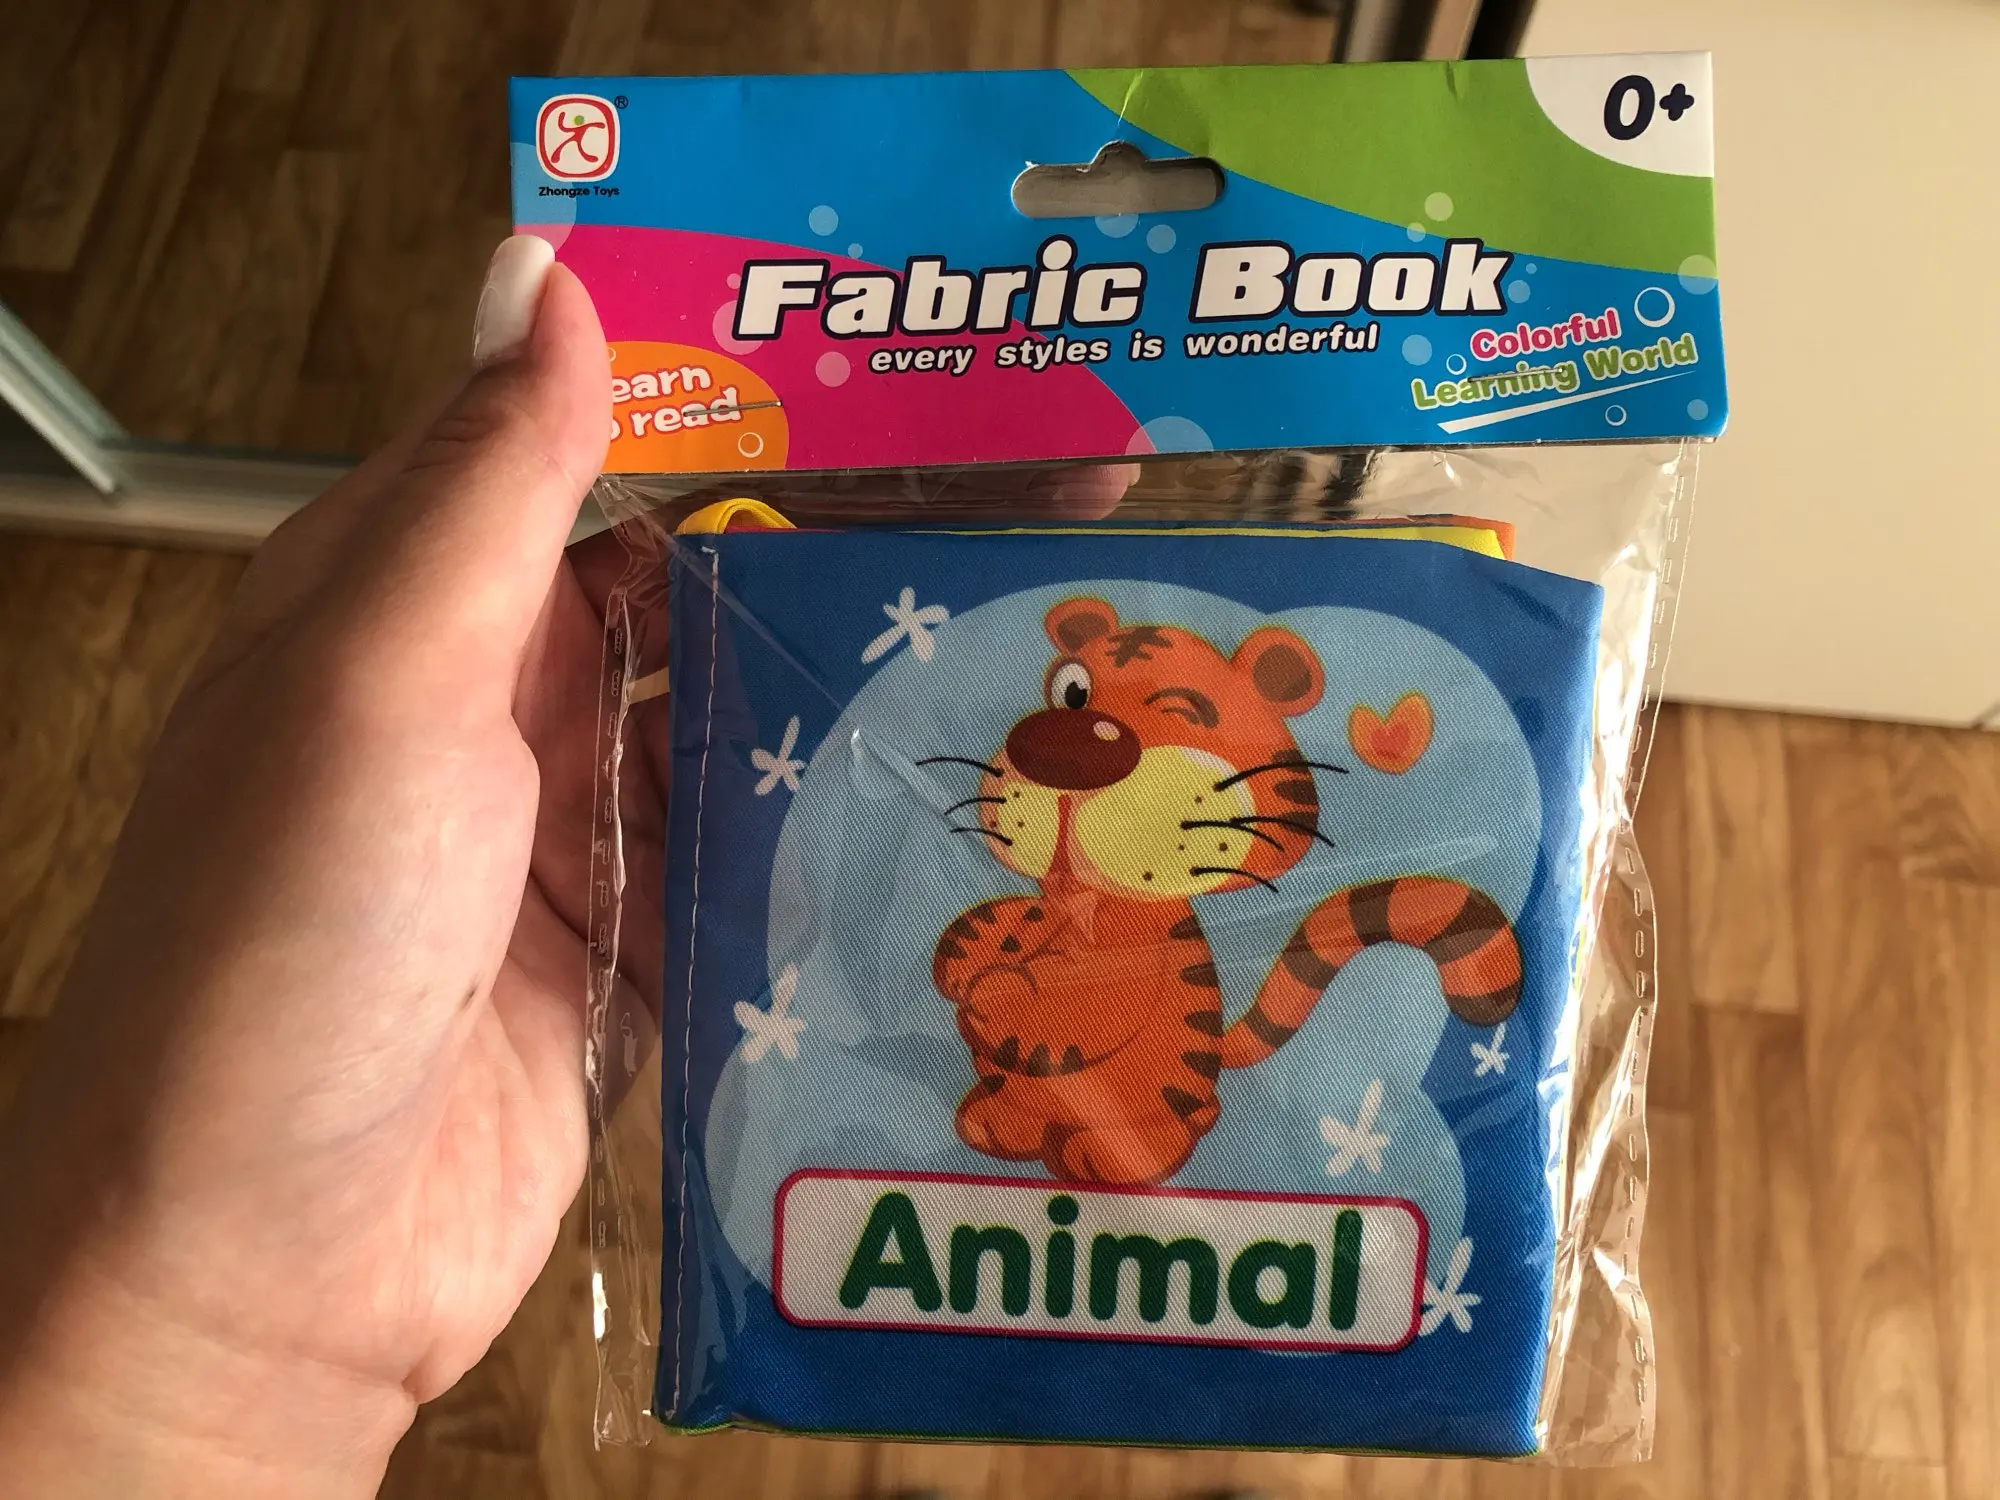 ®
Zhongze Toys
0+
Fabric Book
every styles is wonderful
earn
read
Colorful
Learning World
Animal